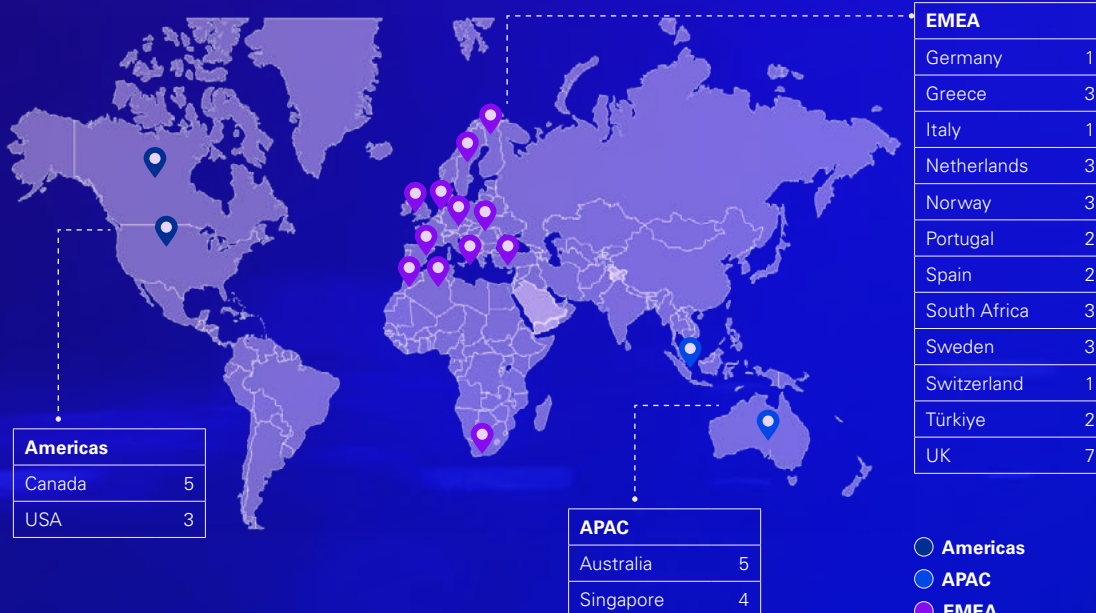 EMEA
Germany 1
Greece 3
Italy 1
Netherlands 3
Norway 3
Portugal 2
Spain 2
South Africa 3
Sweden 3
Switzerland 1
Türkiye 2
UK 7
Americas
Canada 5
USA 3
APAC
Australia 5
Singapore 4
Americas
APAC
EMEA